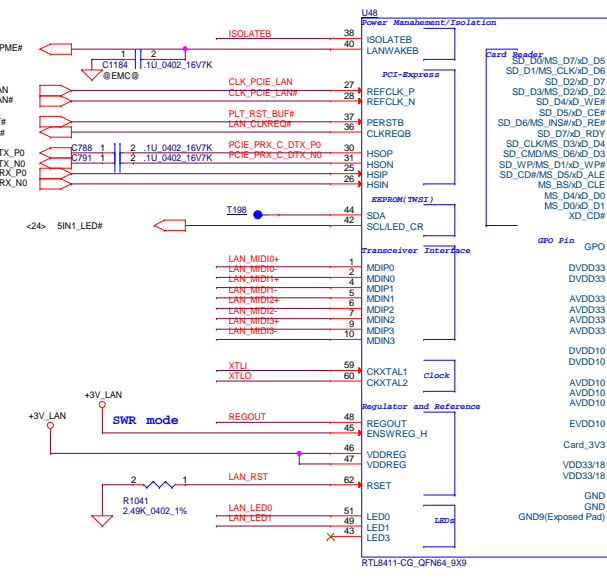 U48
Power Manahement/Isolation
ISOLATEB 38 ISOLATEB
PME# 40 LANWAKEB
1 2
C1184 .1U_0402_16V7K
@EMC@
PCI-Express
CLK_PCIE_LAN 27 REFCLK_P
CLK_PCIE_LAN# 28 REFCLK_N
PLT_RST_BUF# 37 PERSTB
LAN_CLKREQ# 36 CLKREQB
TX_P0 C788 1 2 .1U_0402_16V7K PCIE_PRX_C_DTX_P0 30 HSOP
TX_N0 C791 1 2 .1U_0402_16V7K PCIE_PRX_C_DTX_N0 31 HSON
RX_P0 25 HSIP
RX_N0 26 HSIN
EEPROM(TWSI)
T198 44 SDA
<24> 5IN1_LED# 42 SCL/LED_CR
Transceiver Interface
LAN_MIDI0+ 1 MDIP0
LAN_MIDI0- 2 MDIN0
LAN_MIDI1+ 4 MDIP1
LAN_MIDI1- 5 MDIN1
LAN_MIDI2+ 6 MDIP2
LAN_MIDI2- 7 MDIN2
LAN_MIDI3+ 9 MDIP3
LAN_MIDI3- 10 MDIN3
XTLI 59 CKXTAL1
XTLO 60 CKXTAL2
Clock
+3V_LAN
Regulator and Reference
+3V_LAN
SWR mode
REGOUT 48 REGOUT
45 ENSWREG_H
46 VDDREG
47 VDDREG
2 1 LAN_RST 62 RSET
R1041
2.49K_0402_1%
LAN_LED0 51 LED0
LAN_LED1 49 LED1
43 LED3
LEDs
RTL8411-CG_QFN64_9X9
Card Reader
SD_D0/MS_D7/xD_D5
SD_D1/MS_CLK/xD_D6
SD_D2/xD_D7
SD_D3/MS_D2/xD_D2
SD_D4/xD_WE#
SD_D5/xD_CE#
SD_D6/MS_INS#/xD_RE#
SD_D7/xD_RDY
SD_CLK/MS_D3/xD_D4
SD_CMD/MS_D6/xD_D3
SD_WP/MS_D1/xD_WP#
SD_CD#/MS_D5/xD_ALE
MS_BS/xD_CLE
MS_D4/xD_D0
MS_D0/xD_D1
XD_CD#
GPO Pin
GPO
DVDD33
DVDD33
AVDD33
AVDD33
AVDD33
DVDD10
DVDD10
AVDD10
AVDD10
AVDD10
EVDD10
Card_3V3
VDD33/18
VDD33/18
GND
GND
GND9(Exposed Pad)